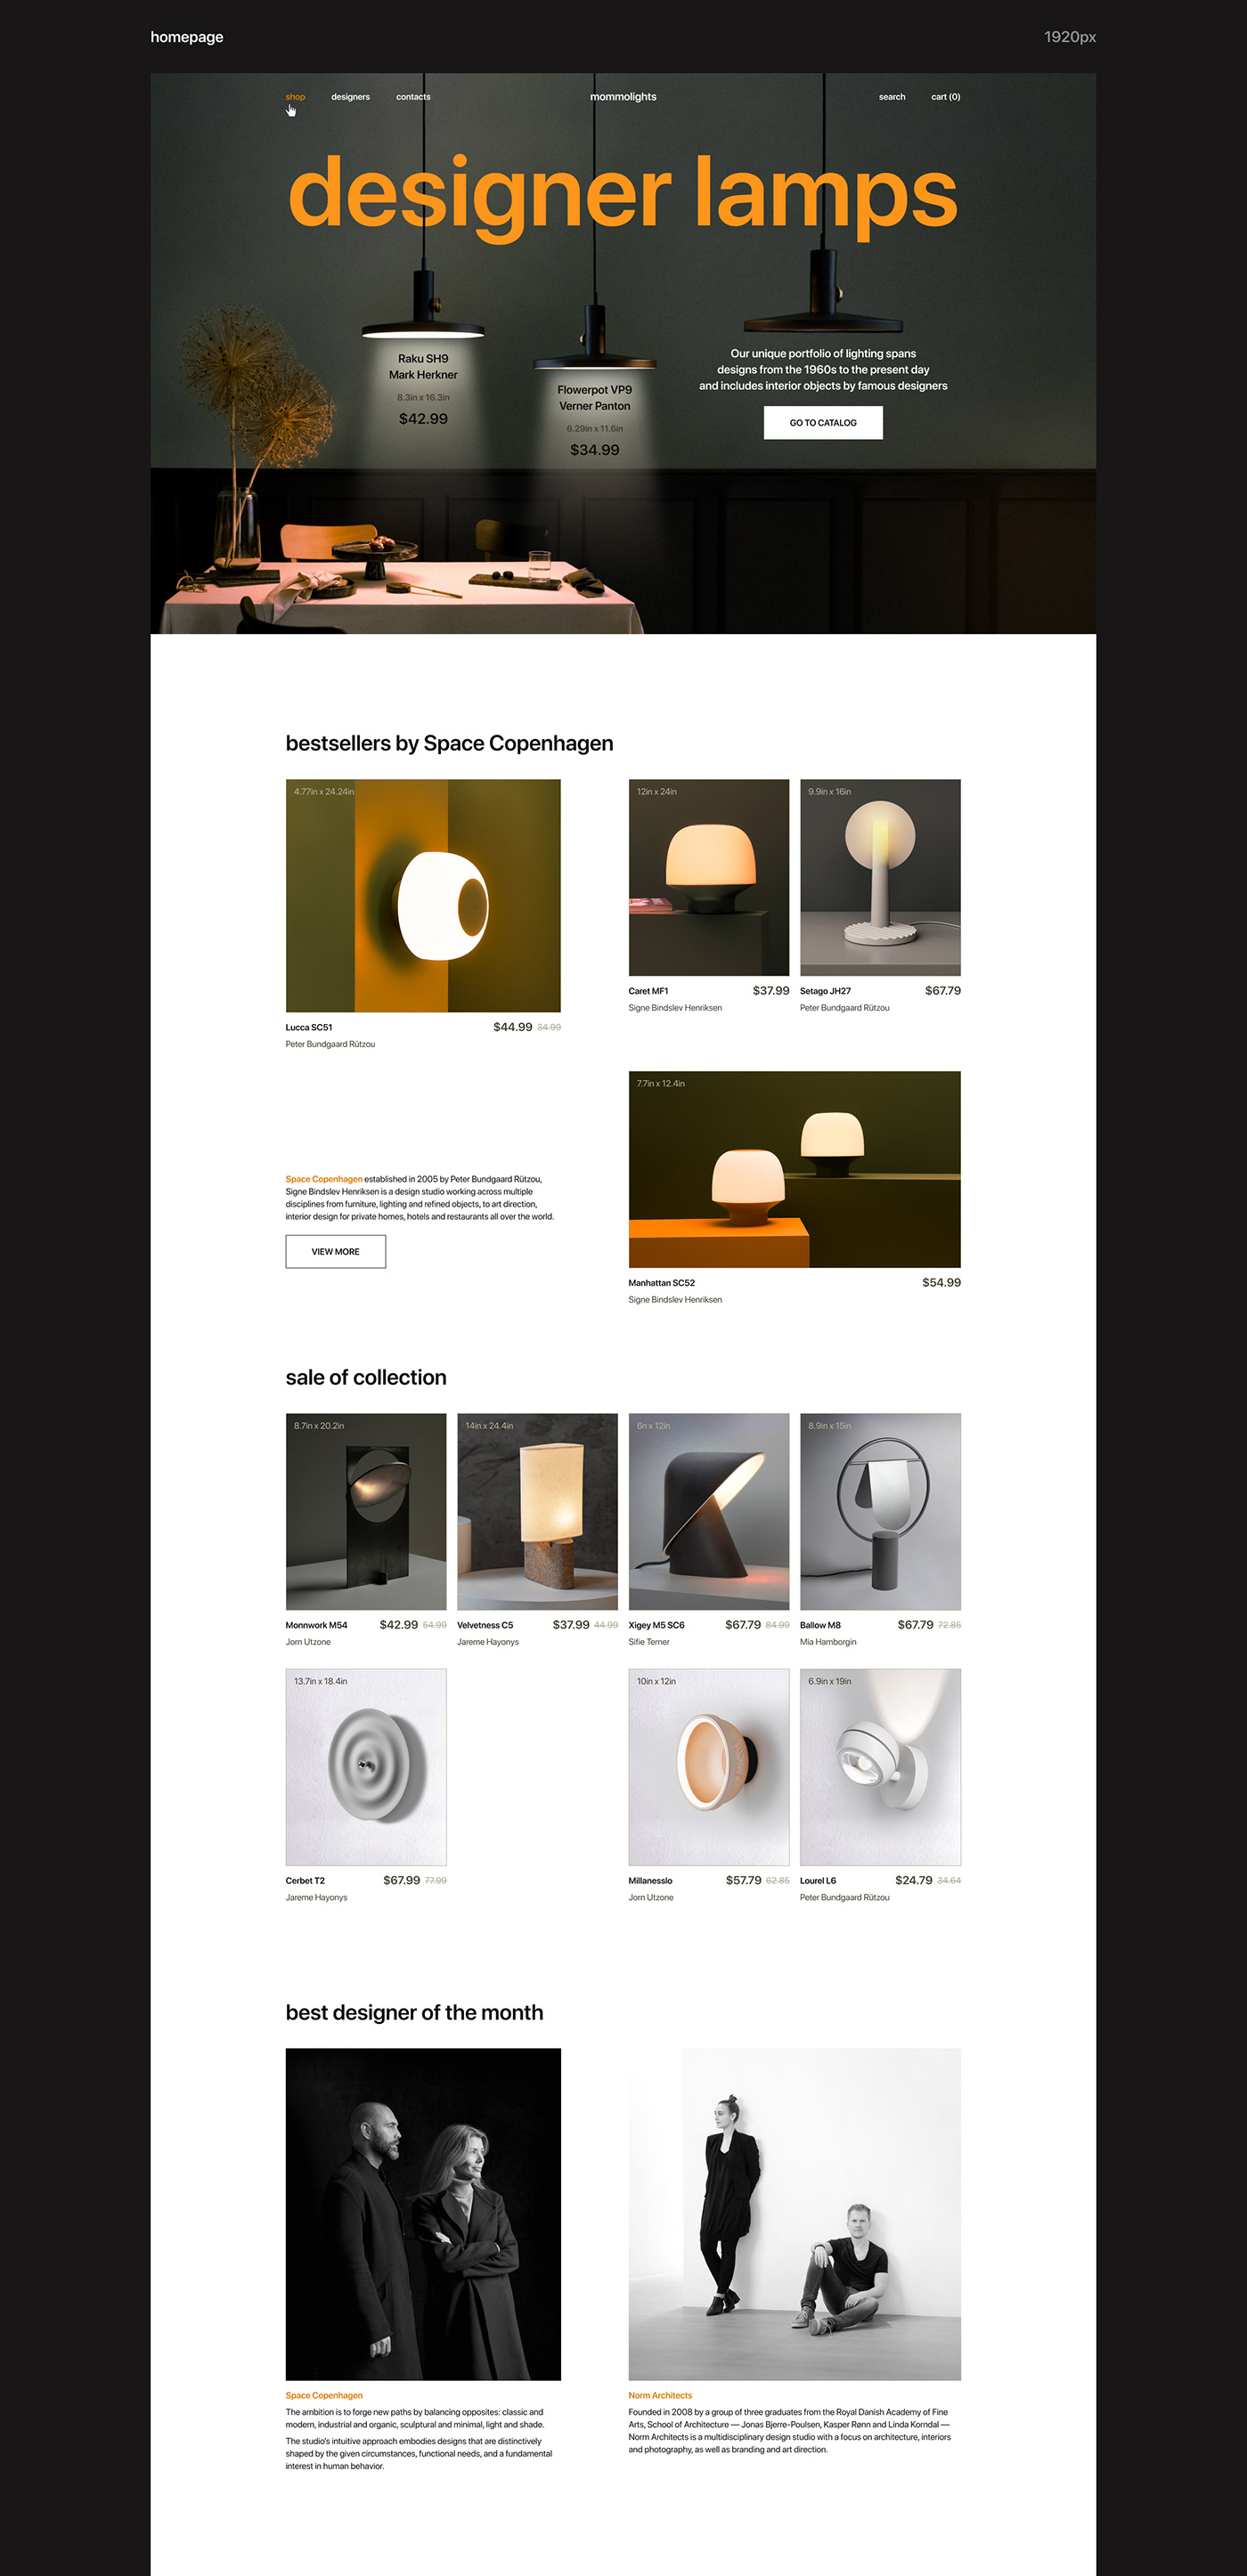 homepage
1920px
shop
designers
contacts
mommolights
search
cart (0)
designer lamps
Raku SH9
Mark Herkner
8.3in x 16.3in
$42.99
Flowerpot VP9
Verner Panton
6.29in x 11.6in
$34.99
Our unique portfolio of lighting spans
designs from the 1960s to the present day
and includes interior objects by famous designers
GO TO CATALOG
bestsellers by Space Copenhagen
4.77in x 24.24in
Lucca SC51
$44.99 34.99
Peter Bundgaard Rützou
12in x 24in
Caret MF1
$37.99
Signe Bindslev Henriksen
9.9in x 16in
Setago JH27
$67.79
Peter Bundgaard Rützou
Space Copenhagen established in 2005 by Peter Bundgaard Rützou,
Signe Bindslev Henriksen is a design studio working across multiple
disciplines from furniture, lighting and refined objects, to art direction,
interior design for private homes, hotels and restaurants all over the world.
VIEW MORE
7.7in x 12.4in
Manhattan SC52
$54.99
Signe Bindslev Henriksen
sale of collection
8.7in x 20.2in
Monnwork M54
$42.99 54.99
Jorn Utzone
14in x 24.4in
Velvetness C5
$37.99 44.99
Jareme Hayonys
6n x 12in
Xigey M5 SC6
$67.79 84.99
Sifie Terner
8.9in x 15in
Ballow M8
$67.79 72.85
Mia Hamborgin
13.7in x 18.4in
Cerbet T2
$67.99 77.99
Jareme Hayonys
10in x 12in
Millanesslo
$57.79 62.85
Jorn Utzone
6.9in x 19in
Lourel L6
$24.79 34.64
Peter Bundgaard Rützou
best designer of the month
Space Copenhagen
The ambition is to forge new paths by balancing opposites: classic and
modern, industrial and organic, sculptural and minimal, light and shade.
The studio's intuitive approach embodies designs that are distinctively
shaped by the given circumstances, functional needs, and a fundamental
interest in human behavior.
Norm Architects
Founded in 2008 by a group of three graduates from the Royal Danish Academy of Fine
Arts, School of Architecture — Jonas Bjerre-Poulsen, Kasper Rønn and Linda Korndal —
Norm Architects is a multidisciplinary design studio with a focus on architecture, interiors
and photography, as well as branding and art direction.